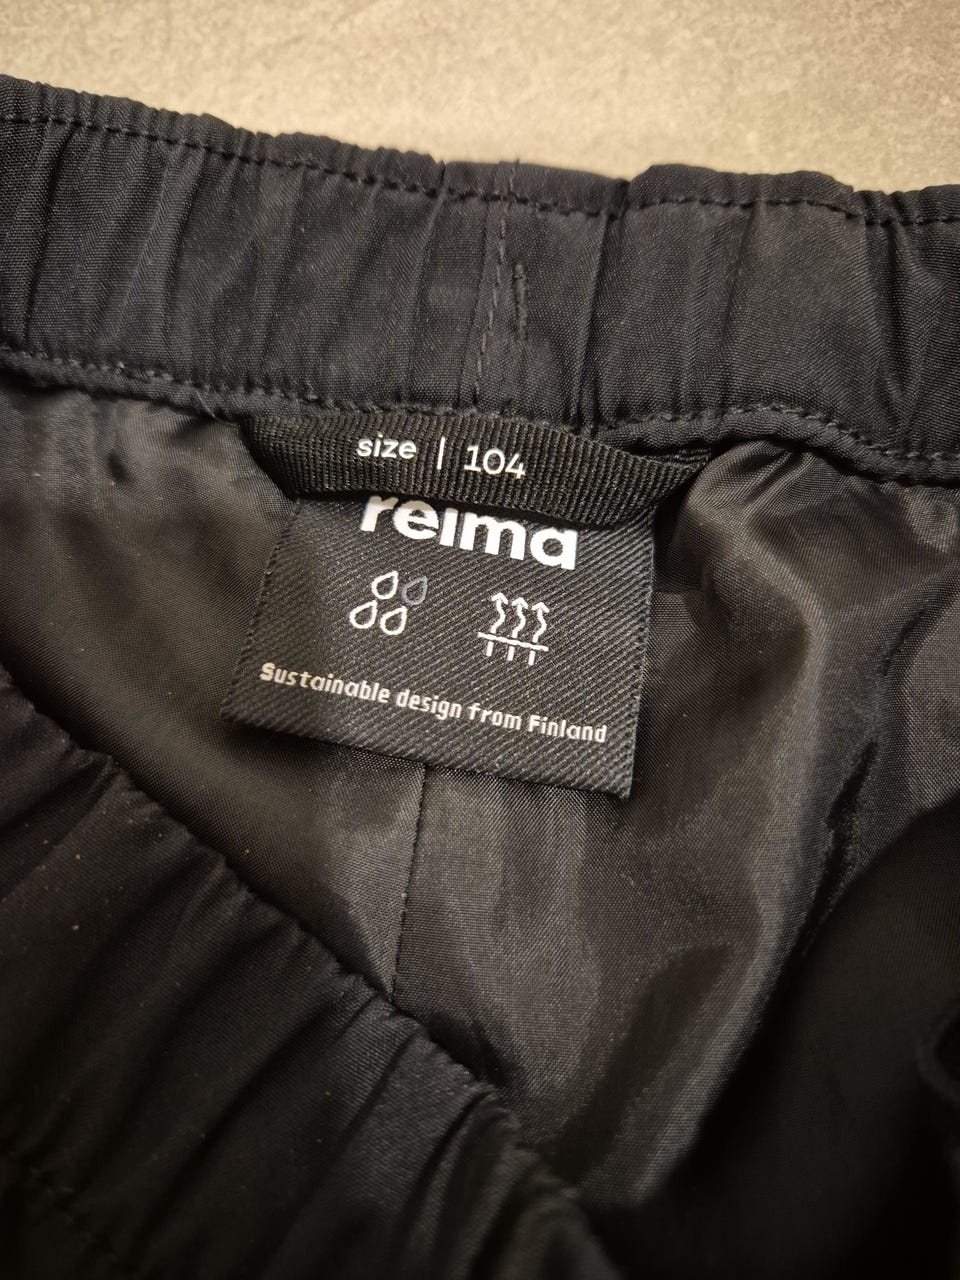 size | 104
reima
Sustainable design from Finland